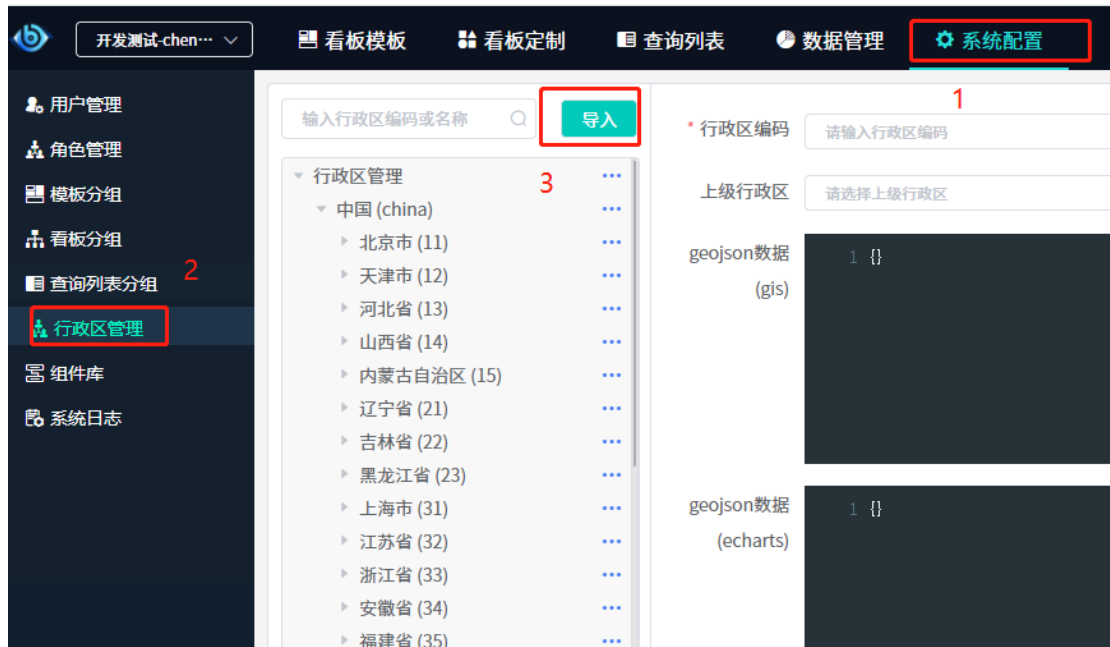 开发测试-chen···
看板模板
看板定制
查询列表
数据管理
系统配置
1
用户管理
角色管理
模板分组
看板分组
查询列表分组
2
行政区管理
组件库
系统日志
输入行政区编码或名称
导入
3
行政区管理
中国 (china)
北京市 (11)
天津市 (12)
河北省 (13)
山西省 (14)
内蒙古自治区 (15)
辽宁省 (21)
吉林省 (22)
黑龙江省 (23)
上海市 (31)
江苏省 (32)
浙江省 (33)
安徽省 (34)
福建省 (35)
* 行政区编码
请输入行政区编码
上级行政区
请选择上级行政区
geojson数据
(gis)
1 {}
geojson数据
(echarts)
1 {}